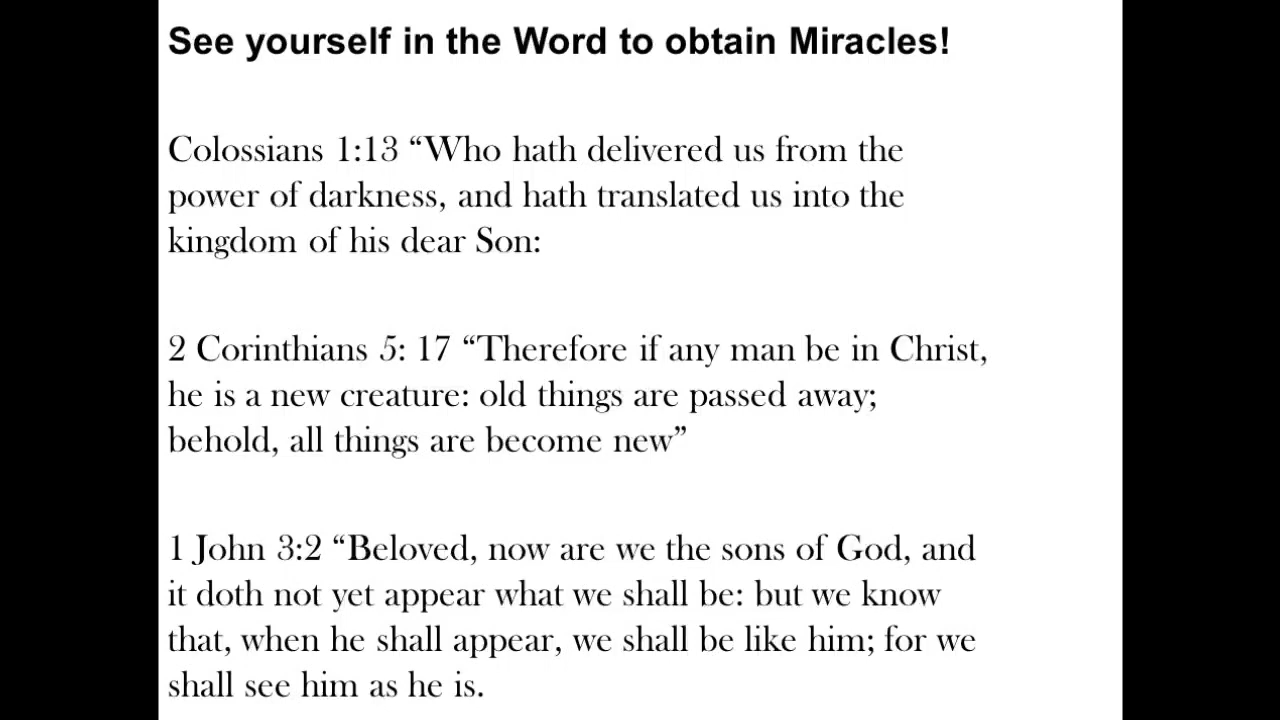 See yourself in the Word to obtain Miracles!
Colossians 1:13 “Who hath delivered us from the
power of darkness, and hath translated us into the
kingdom of his dear Son:
2 Corinthians 5: 17 “Therefore if any man be in Christ,
he is a new creature: old things are passed away;
behold, all things are become new”
1 John 3:2 “Beloved, now are we the sons of God, and
it doth not yet appear what we shall be: but we know
that, when he shall appear, we shall be like him; for we
shall see him as he is.